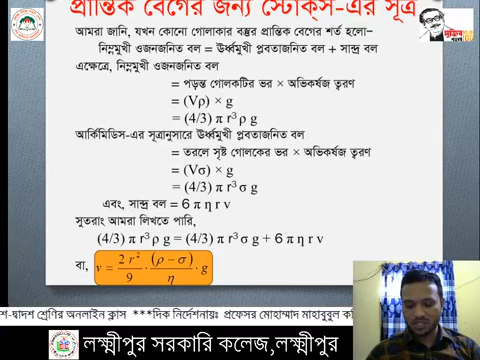 প্রান্তিক বেগের জন্য স্টোক্‌স-এর সূত্র
আমরা জানি, যখন কোনো গোলাকার বস্তুর প্রান্তিক বেগের শর্ত হলো–
নিম্নমুখী ওজনজনিত বল = ঊর্ধ্বমুখী প্লবতাজনিত বল + সান্দ্র বল
এক্ষেত্রে, নিম্নমুখী ওজনজনিত বল
= পড়ন্ত গোলকটির ভর × অভিকর্ষজ ত্বরণ
= (Vρ) × g
= (4/3) π r³ ρ g
আর্কিমিডিস-এর সূত্রানুসারে ঊর্ধ্বমুখী প্লবতাজনিত বল
= তরলে সৃষ্ট গোলকের ভর × অভিকর্ষজ ত্বরণ
= (Vσ) × g
= (4/3) π r³ σ g
এবং, সান্দ্র বল = 6 π η r v
সুতরাং আমরা লিখতে পারি,
(4/3) π r³ ρ g = (4/3) π r³ σ g + 6 π η r v
বা, v = 2 r² / 9 · (ρ − σ) / η · g
শ-দ্বাদশ শ্রেণির অনলাইন ক্লাস ***দিক নির্দেশনায়: প্রফেসর মোহাম্মাদ মাহাবুবুল
লক্ষ্মীপুর সরকারি কলেজ,লক্ষ্মীপুর